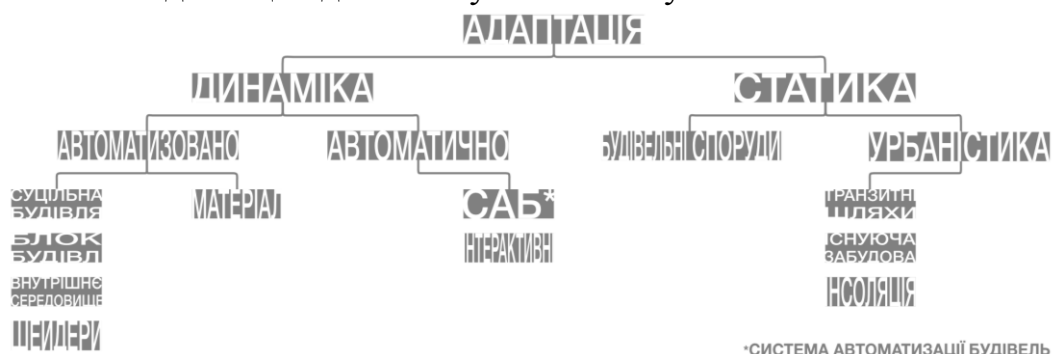 АДАПТАЦІЯ
ДИНАМІКА
СТАТИКА
АВТОМАТИЗОВАНО
АВТОМАТИЧНО
БУДІВЕЛЬНІ СПОРУДИ
УРБАНІСТИКА
СУЦІЛЬНА
БУДІВЛЯ
МАТЕРІАЛ
САБ*
ТРАНЗИТНІ
ШЛЯХИ
БЛОК
БУДІВЛІ
ІНТЕРАКТИВНІ
ІСНУЮЧА
ЗАБУДОВА
ВНУТРІШНЄ
СЕРЕДОВИЩЕ
ІНСОЛЯЦІЯ
ШЕЙДЕРИ
*СИСТЕМА АВТОМАТИЗАЦІЇ БУДІВЕЛЬ